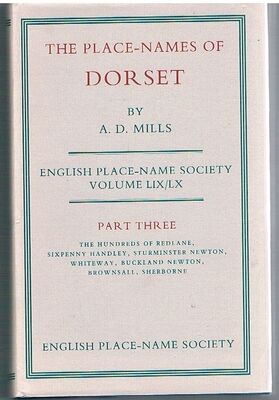 THE PLACE-NAMES OF
DORSET
BY
A. D. MILLS
ENGLISH PLACE-NAME SOCIETY
VOLUME LIX/LX
PART THREE
THE HUNDREDS OF REDLANE,
SIXPENNY HANDLEY, STURMINSTER NEWTON,
WHITEWAY, BUCKLAND NEWTON,
BROWNSALL, SHERBORNE
ENGLISH PLACE-NAME SOCIETY